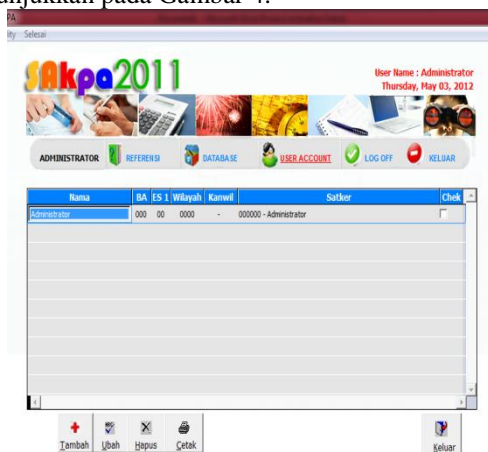 unjukkan pada Gambar 4.
PA
ity Selesai
SAkpa2011
User Name : Administrator
Thursday, May 03, 2012
ADMINISTRATOR REFERENSI DATABASE USER ACCOUNT LOG OFF KELUAR
Nama BA ES 1 Wilayah Kanwil Satker Chek
Administrator 000 00 0000 - 000000 - Administrator
Tambah Ubah Hapus Cetak Keluar